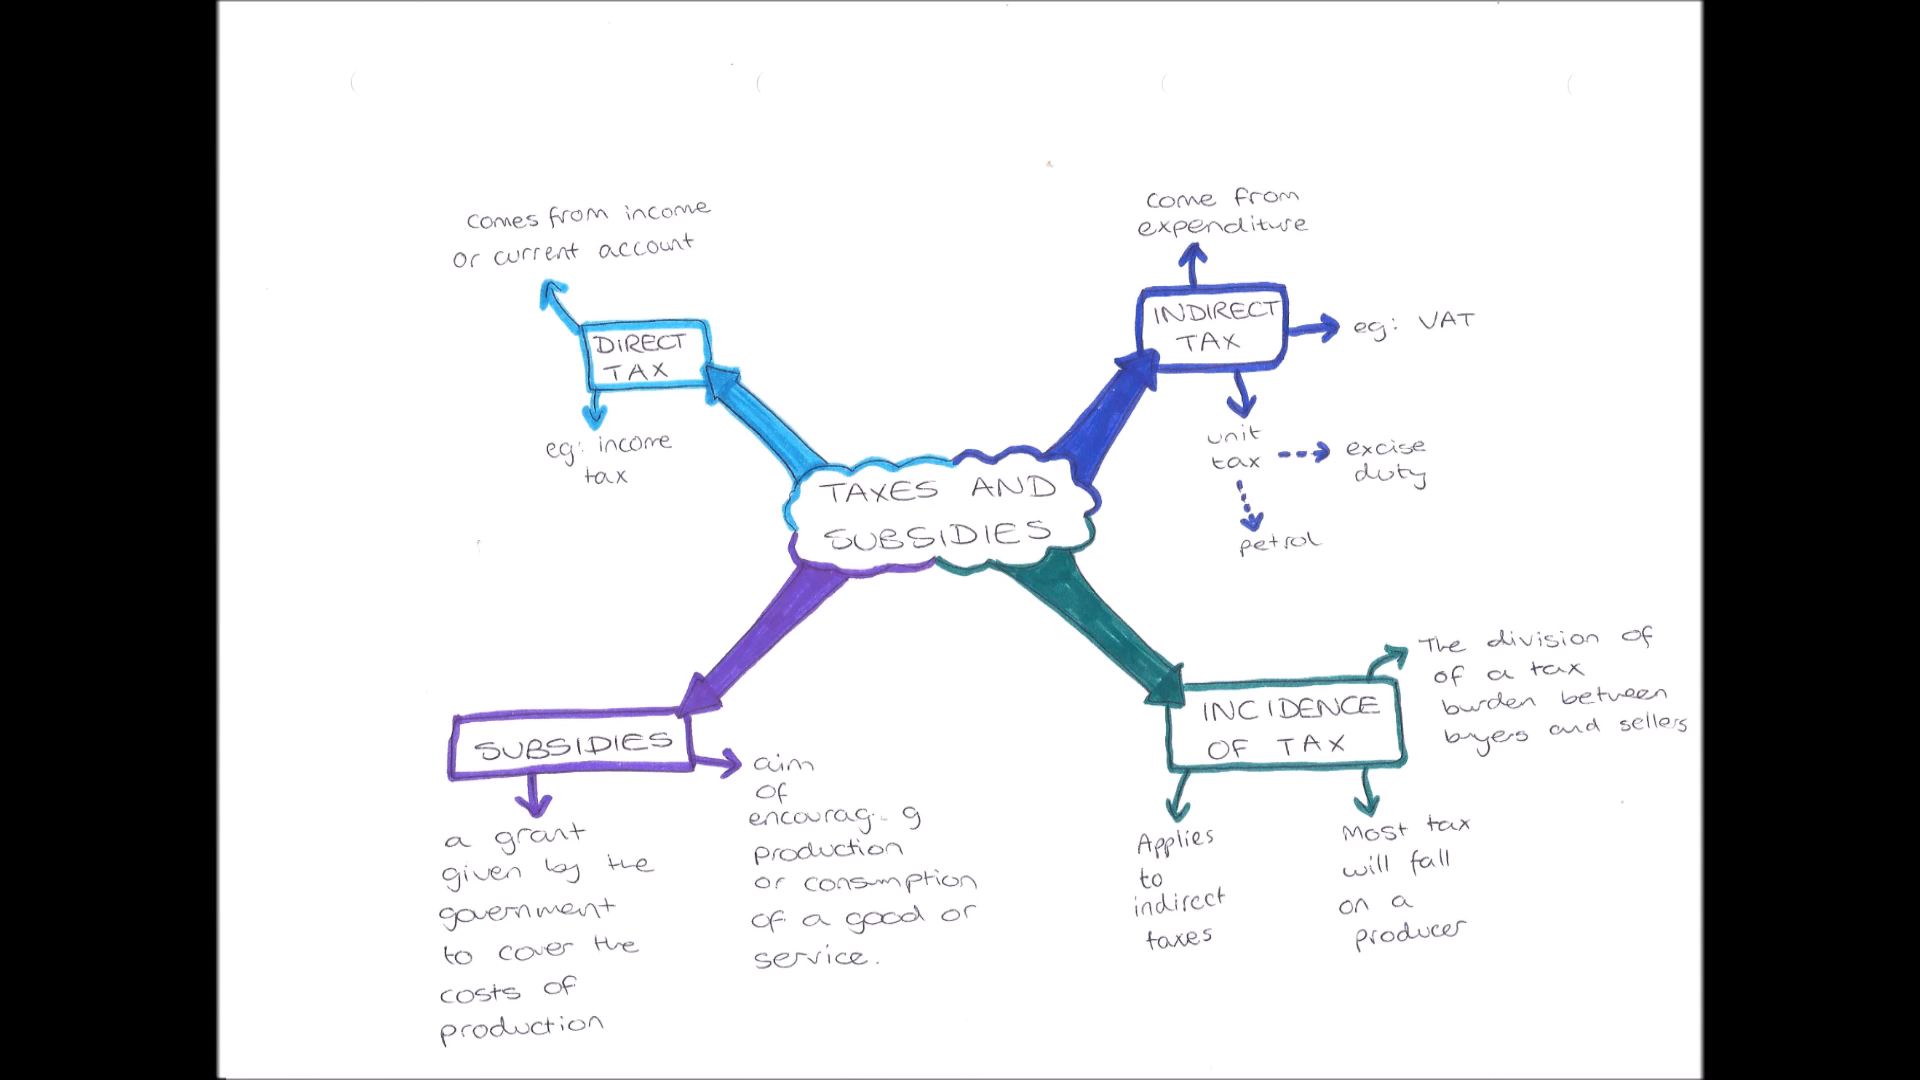 comes from income
or current account
DIRECT
TAX
eg: income
tax
come from
expenditure
INDIRECT
TAX
eg: VAT
unit
tax
excise
duty
petrol
TAXES AND
SUBSIDIES
SUBSIDIES
a grant
given by the
government
to cover the
costs of
production
aim
of
production
or consumption
of a good or
service.
INCIDENCE
OF TAX
The division of
of a tax
burden between
buyers and sellers
Applies
to
indirect
taxes
Most tax
will fall
on a
producer